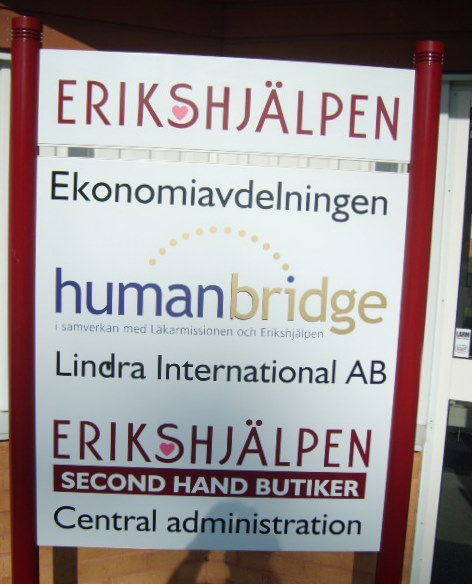 ERIKSHJÄLPEN
Ekonomiavdelningen
humanbridge
i samverkan med Läkarmissionen och Erikshjälpen
Lindra International AB
ERIKSHJÄLPEN
SECOND HAND BUTIKER
Central administration